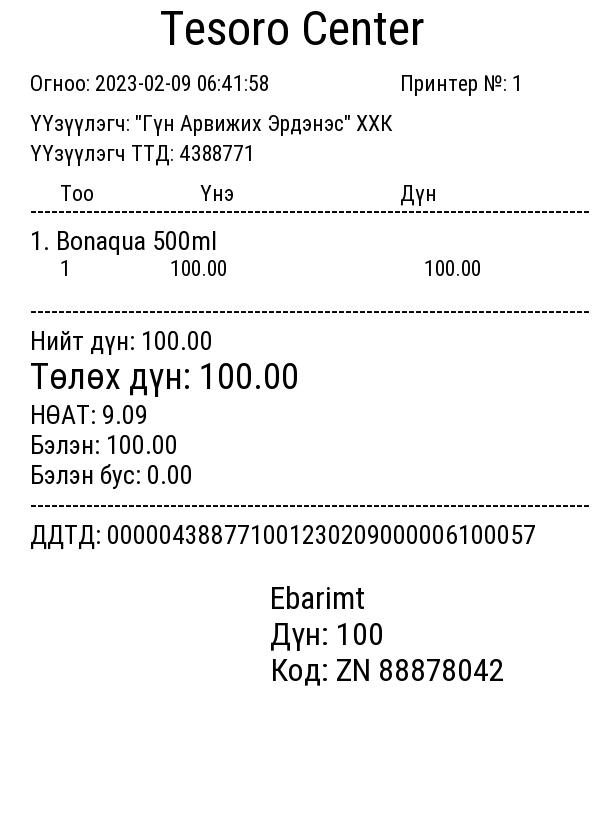 Tesoro Center
Огноо: 2023-02-09 06:41:58 Принтер №: 1
ҮҮзүүлэгч: "Гүн Арвижих Эрдэнэс" ХХК
ҮҮзүүлэгч ТТД: 4388771
Тоо Үнэ Дүн
--------------------------------------------------------------------------------
1. Bonaqua 500ml
1 100.00 100.00
--------------------------------------------------------------------------------
Нийт дүн: 100.00
Төлөх дүн: 100.00
НӨАТ: 9.09
Бэлэн: 100.00
Бэлэн бус: 0.00
--------------------------------------------------------------------------------
ДДТД: 000004388771001230209000006100057
Ebarimt
Дүн: 100
Код: ZN 88878042